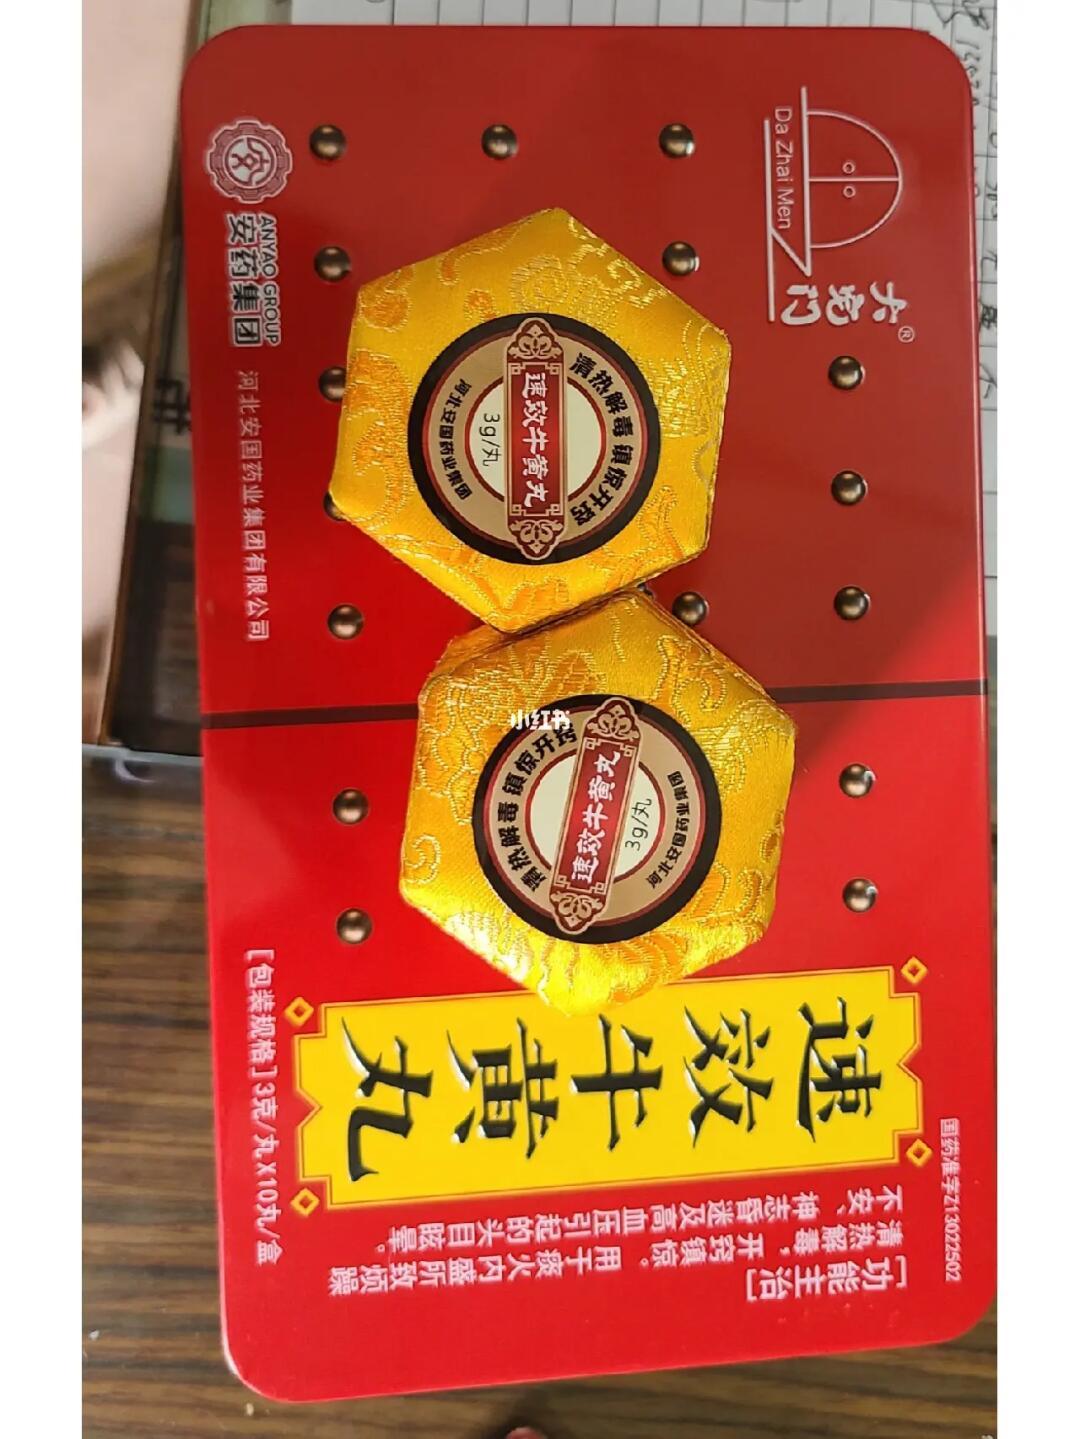 Da Zhai Men
大宅门®
ANYAO GROUP
安药集团
河北安国药业集团有限公司
清热解毒 镇惊开窍
速效牛黄丸
3g/丸
河北安国药业集团
小红书
清热解毒 镇惊开窍
速效牛黄丸
3g/丸
河北安国药业集团
速效牛黄丸
国药准字Z13022502
[功能主治]
清热解毒，开窍镇惊。用于痰火内盛所致烦躁
不安、神志昏迷及高血压引起的头目眩晕。
[包装规格]3克/丸X10丸/盒